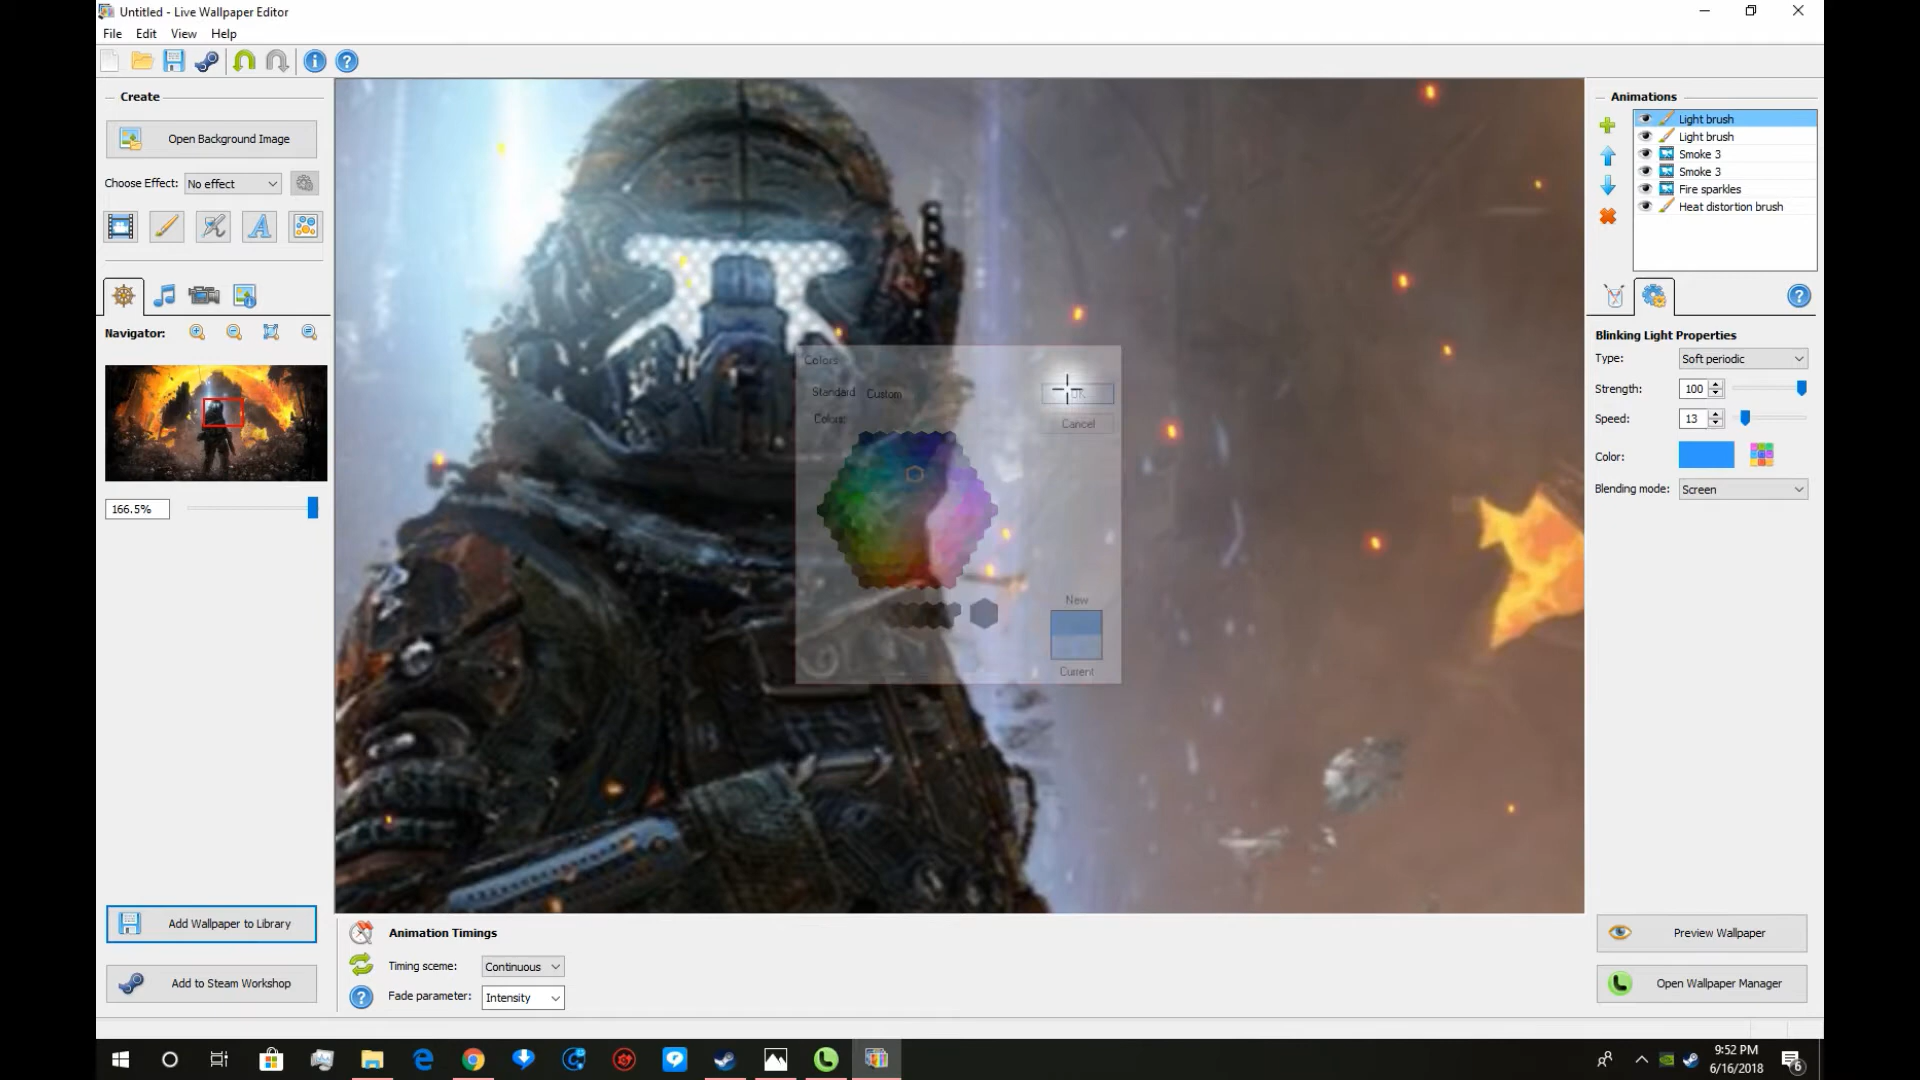 Untitled - Live Wallpaper Editor
File Edit View Help
Create
Open Background Image
Choose Effect: No effect
Navigator:
166.5%
Add Wallpaper to Library
Add to Steam Workshop
Colors
Standard Custom
Colors:
OK
Cancel
New
Current
Animation Timings
Timing sceme: Continuous
Fade parameter: Intensity
Animations
Light brush
Light brush
Smoke 3
Smoke 3
Fire sparkles
Heat distortion brush
Blinking Light Properties
Type: Soft periodic
Strength: 100
Speed: 13
Color:
Blending mode: Screen
Preview Wallpaper
Open Wallpaper Manager
9:52 PM
6/16/2018
6